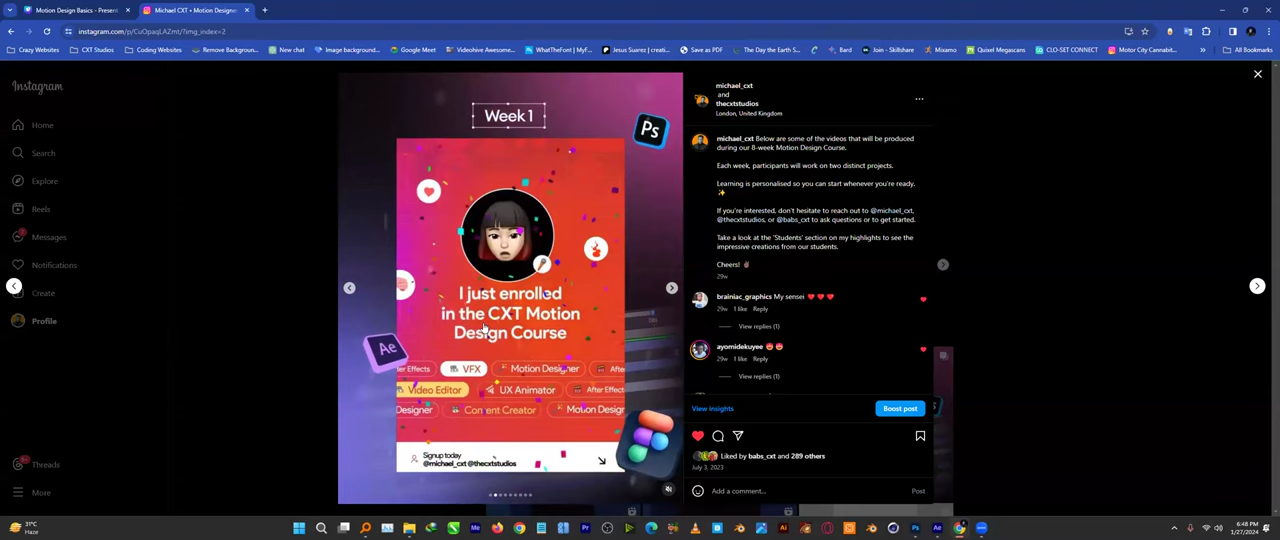 Motion Design Basics - Present
Michael CXT • Motion Designer
instagram.com/p/CuOpaqLAZmt/?img_index=2
Crazy Websites
CXT Studios
Coding Websites
Remove Backgroun...
New chat
Image background...
Google Meet
Videohive Awesome...
WhatTheFont | MyF...
Jesus Suarez | creati...
Save as PDF
The Day the Earth S...
Bard
Join - Skillshare
Mixamo
Quixel Megascans
CLO-SET CONNECT
Motor City Cannabit...
All Bookmarks
Instagram
Home
Search
Explore
Reels
Messages
Notifications
Create
Profile
Threads
More
Week 1
Ps
Ae
I just enrolled
in the CXT Motion
Design Course
er Effects
VFX
Motion Designer
Afte
Video Editor
UX Animator
After Effect
Designer
Content Creator
Motion Design
Signup today
@michael_cxt @thecxtstudios
michael_cxt
and
thecxtstudios
London, United Kingdom
michael_cxt Below are some of the videos that will be produced
during our 8-week Motion Design Course.
Each week, participants will work on two distinct projects.
Learning is personalised so you can start whenever you're ready.
If you're interested, don't hesitate to reach out to @michael_cxt,
@thecxtstudios, or @babs_cxt to ask questions or to get started.
Take a look at the 'Students' section on my highlights to see the
impressive creations from our students.
Cheers!
29w
brainiac_graphics My sensei
29w 1 like Reply
View replies (1)
ayomidekuyee
29w 1 like Reply
View replies (1)
View insights
Boost post
Liked by babs_cxt and 289 others
July 3, 2023
Add a comment...
Post
31°C
Haze
6:48 PM
1/27/2024